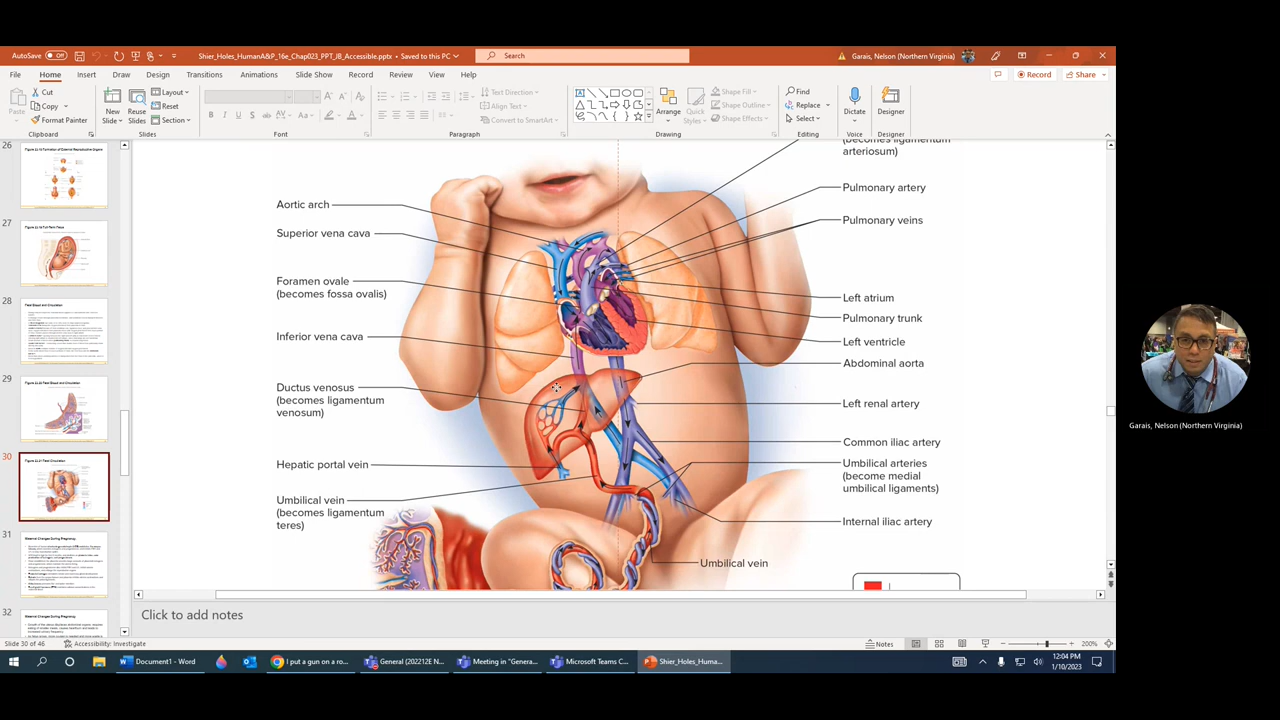 AutoSave Off
Shier_Holes_HumanA&P_16e_Chap023_PPT_JB_Accessible.pptx - Saved to this PC
Search
Garais, Nelson (Northern Virginia)
File
Home
Insert
Draw
Design
Transitions
Animations
Slide Show
Record
Review
View
Help
Record
Share
Paste
Cut
Copy
Format Painter
Clipboard
New Slide
Reuse Slides
Layout
Reset
Section
Slides
Font
Text Direction
Align Text
Convert to SmartArt
Paragraph
Arrange
Quick Styles
Shape Fill
Shape Outline
Shape Effects
Drawing
Find
Replace
Select
Editing
Dictate
Voice
Designer
Designer
26
27
28
29
30
31
32
Aortic arch
Superior vena cava
Foramen ovale
(becomes fossa ovalis)
Inferior vena cava
Ductus venosus
(becomes ligamentum
venosum)
Hepatic portal vein
Umbilical vein
(becomes ligamentum
teres)
(becomes ligamentum
arteriosum)
Pulmonary artery
Pulmonary veins
Left atrium
Pulmonary trunk
Left ventricle
Abdominal aorta
Left renal artery
Common iliac artery
Umbilical arteries
(become medial
umbilical ligaments)
Internal iliac artery
Umbilical vein
Garais, Nelson (Northern Virginia)
Click to add notes
Slide 30 of 46
Accessibility: Investigate
Notes
200%
Document1 - Word
I put a gun on a ro...
General (202212E N...
Meeting in "Genera...
Microsoft Teams C...
Shier_Holes_Huma...
12:04 PM
1/10/2023